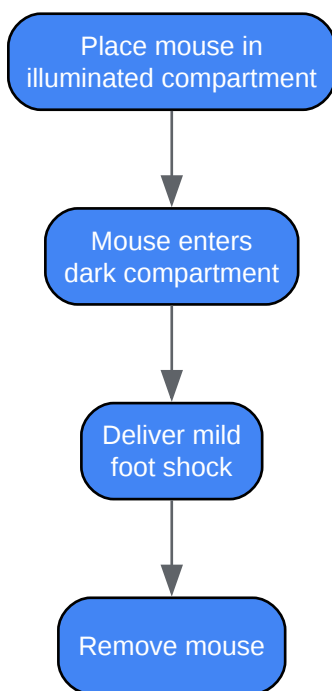 Place mouse in
illuminated compartment
Mouse enters
dark compartment
Deliver mild
foot shock
Remove mouse